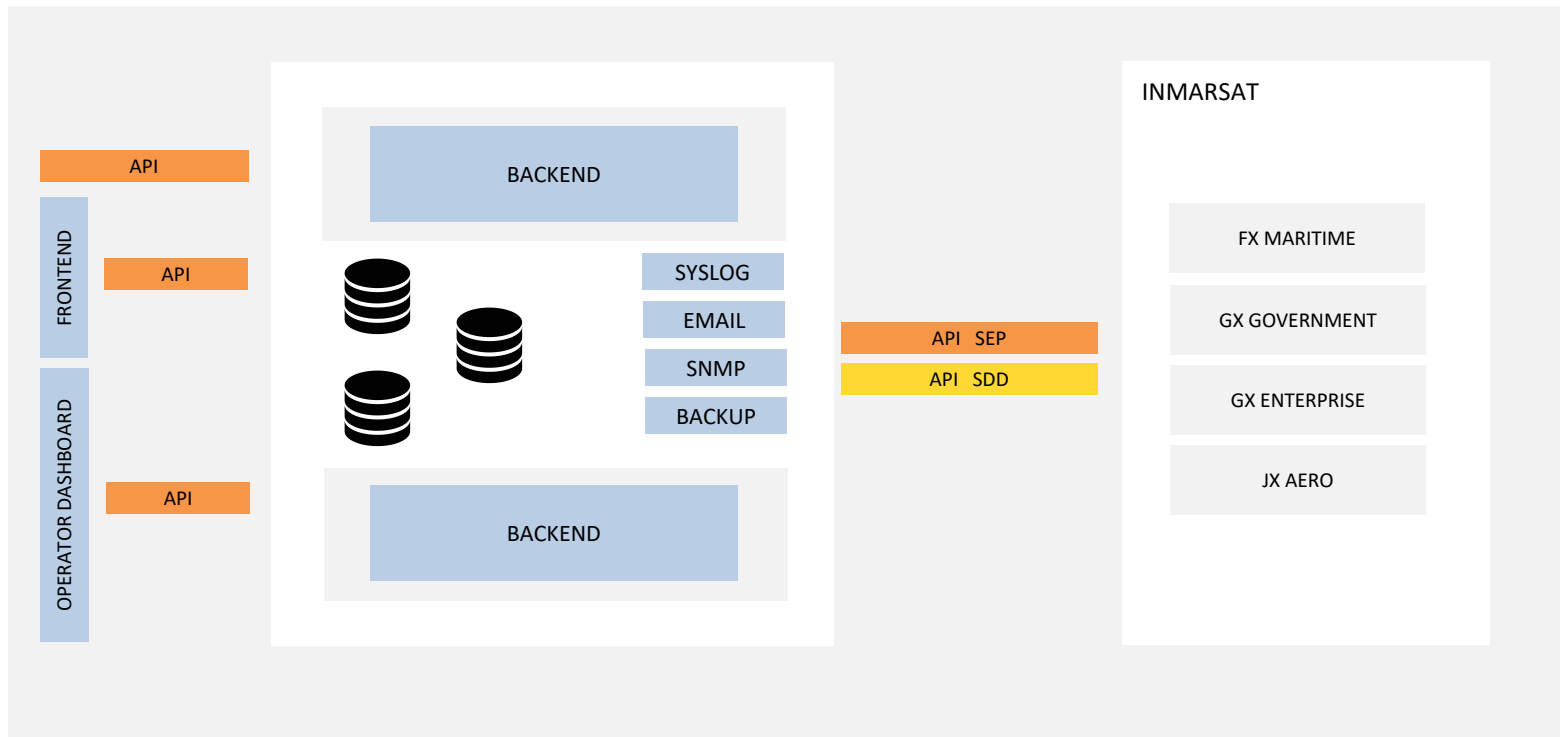 API
FRONTEND
API
OPERATOR DASHBOARD
API
BACKEND
SYSLOG
EMAIL
SNMP
BACKUP
BACKEND
API SEP
API SDD
INMARSAT
FX MARITIME
GX GOVERNMENT
GX ENTERPRISE
JX AERO